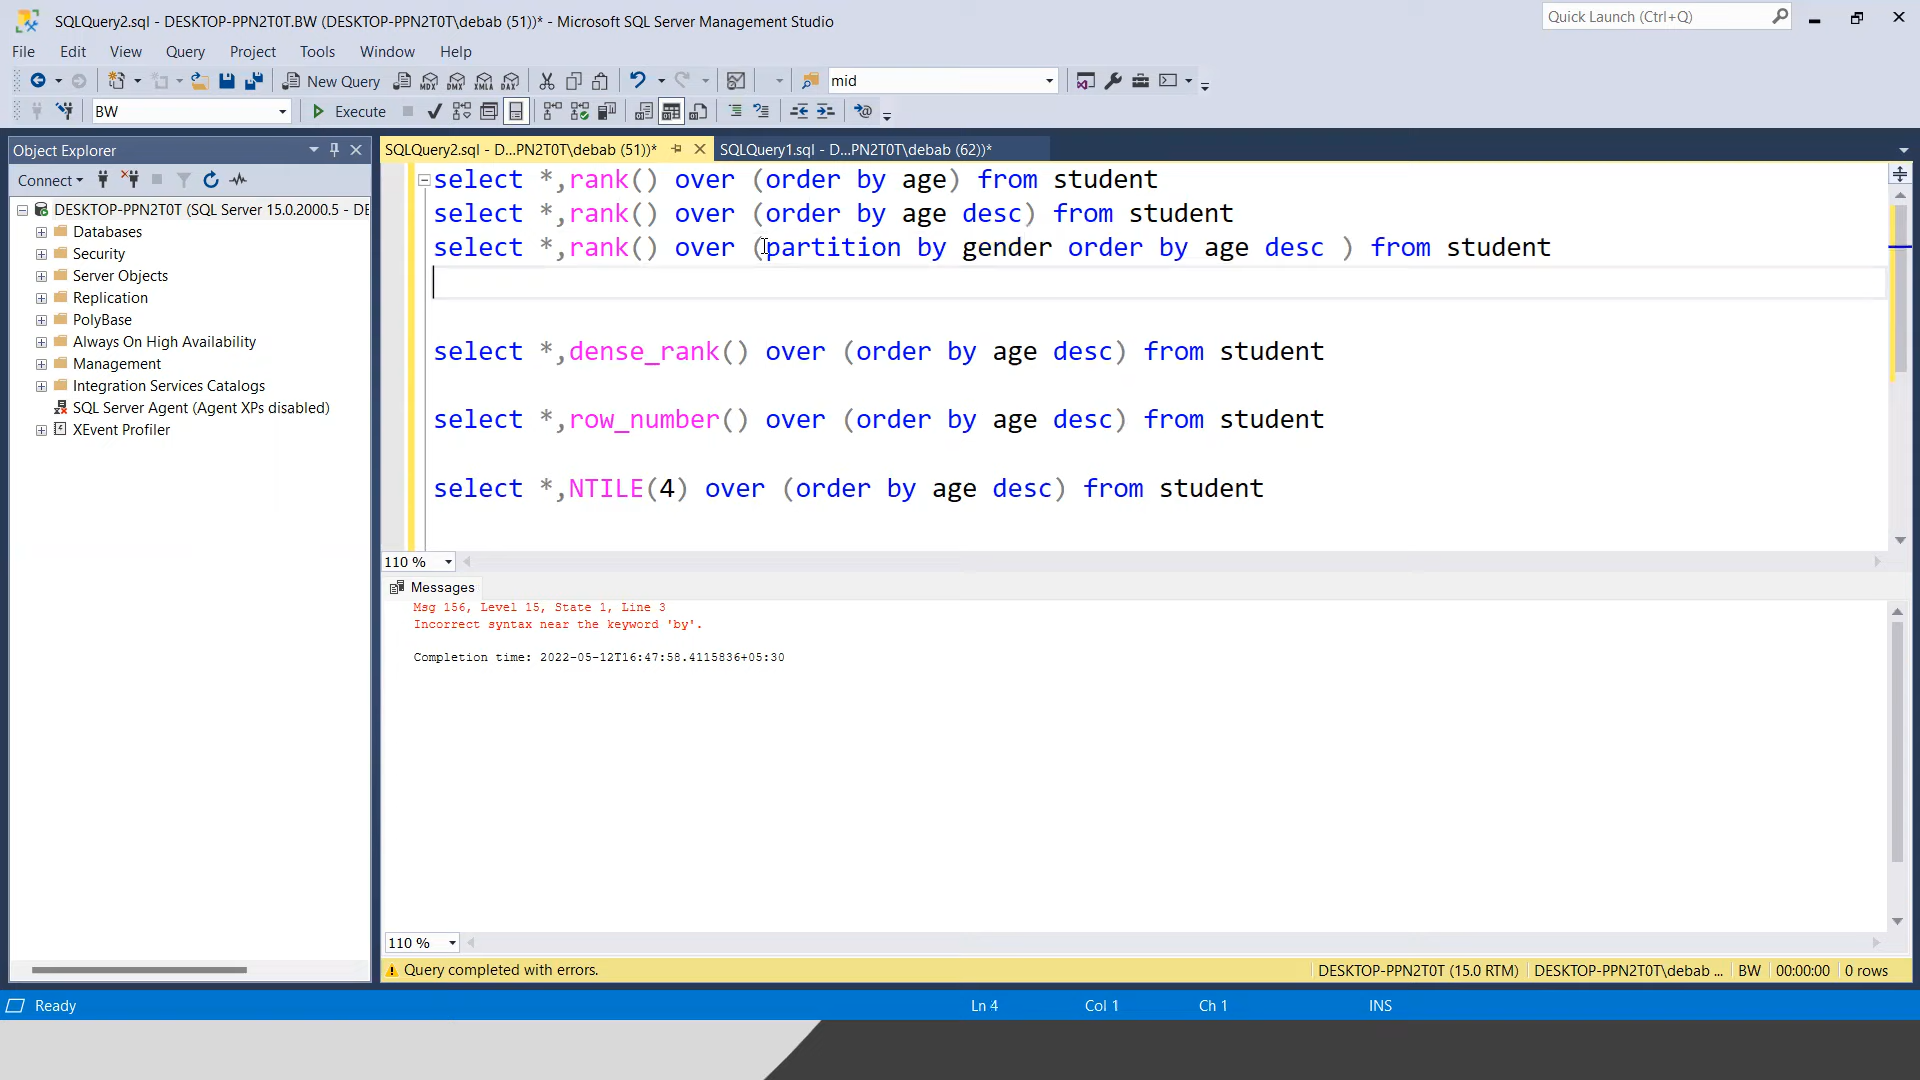 SQLQuery2.sql - DESKTOP-PPN2T0T.BW (DESKTOP-PPN2T0T\debab (51))* - Microsoft SQL Server Management Studio
Quick Launch (Ctrl+Q)
File Edit View Query Project Tools Window Help
New Query MDX DMX XMLA DAX mid
BW Execute
Object Explorer
SQLQuery2.sql - D...PN2T0T\debab (51))*
SQLQuery1.sql - D...PN2T0T\debab (62))*
Connect
DESKTOP-PPN2T0T (SQL Server 15.0.2000.5 - DE
Databases
Security
Server Objects
Replication
PolyBase
Always On High Availability
Management
Integration Services Catalogs
SQL Server Agent (Agent XPs disabled)
XEvent Profiler
select *,rank() over (order by age) from student
select *,rank() over (order by age desc) from student
select *,rank() over (partition by gender order by age desc ) from student
select *,dense_rank() over (order by age desc) from student
select *,row_number() over (order by age desc) from student
select *,NTILE(4) over (order by age desc) from student
110 %
Messages
Msg 156, Level 15, State 1, Line 3
Incorrect syntax near the keyword 'by'.
Completion time: 2022-05-12T16:47:58.4115836+05:30
110 %
Query completed with errors.
DESKTOP-PPN2T0T (15.0 RTM)
DESKTOP-PPN2T0T\debab ...
BW
00:00:00
0 rows
Ready
Ln 4
Col 1
Ch 1
INS